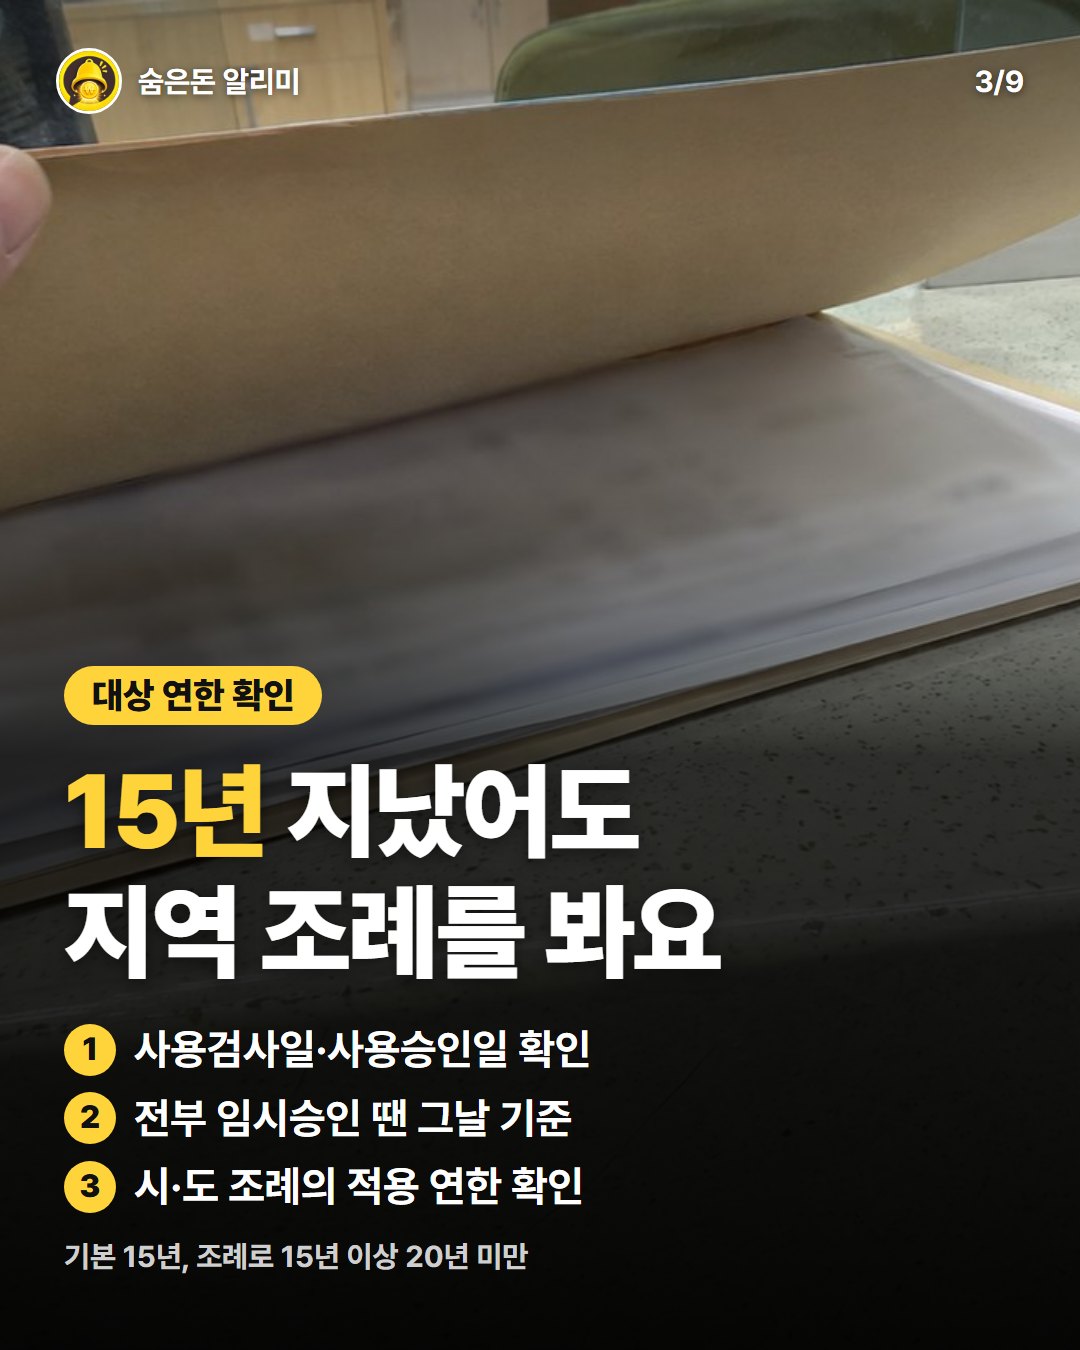 숨은돈 알리미
3/9
대상 연한 확인
15년 지났어도
지역 조례를 봐요
1 사용검사일·사용승인일 확인
2 전부 임시승인 땐 그날 기준
3 시·도 조례의 적용 연한 확인
기본 15년, 조례로 15년 이상 20년 미만